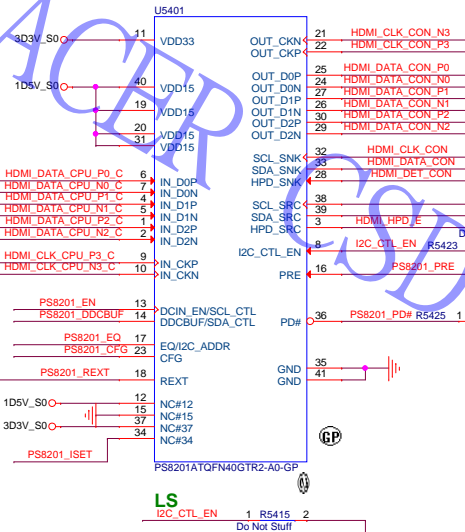 U5401
3D3V_S0 11 VDD33 OUT_CKN 21 HDMI_CLK_CON_N3
OUT_CKP 22 HDMI_CLK_CON_P3
1D5V_S0 40 VDD15 OUT_D0P 25 HDMI_DATA_CON_P0
OUT_D0N 24 HDMI_DATA_CON_N0
19 VDD15 OUT_D1P 27 HDMI_DATA_CON_P1
OUT_D1N 26 HDMI_DATA_CON_N1
20 VDD15 OUT_D2P 30 HDMI_DATA_CON_P2
31 VDD15 OUT_D2N 29 HDMI_DATA_CON_N2
SCL_SNK 32 HDMI_CLK_CON
SDA_SNK 33 HDMI_DATA_CON
HDMI_DATA_CPU_P0_C 6 IN_D0P HPD_SNK 28 HDMI_DET_CON
HDMI_DATA_CPU_N0_C 7 IN_D0N
HDMI_DATA_CPU_P1_C 4 IN_D1P SCL_SRC 38
HDMI_DATA_CPU_N1_C 5 IN_D1N SDA_SRC 39
HDMI_DATA_CPU_P2_C 1 IN_D2P HPD_SRC 3 HDMI_HPD_E
HDMI_DATA_CPU_N2_C 2 IN_D2N
I2C_CTL_EN 8 I2C_CTL_EN R5423
D
HDMI_CLK_CPU_P3_C 9 IN_CKP
HDMI_CLK_CPU_N3_C 10 IN_CKN PRE 16 PS8201_PRE
PS8201_EN 13 DCIN_EN/SCL_CTL
PS8201_DDCBUF 14 DDCBUF/SDA_CTL PD# 36 PS8201_PD# R5425 1
PS8201_EQ 17 EQ/I2C_ADDR
PS8201_CFG 23 CFG
GND 35
PS8201_REXT 18 REXT GND 41
1D5V_S0 12 NC#12
15 NC#15
3D3V_S0 37 NC#37
34 NC#34
PS8201_ISET
GP
PS8201ATQFN40GTR2-A0-GP
LS
I2C_CTL_EN 1 R5415 2
Do Not Stuff
ACER CSD